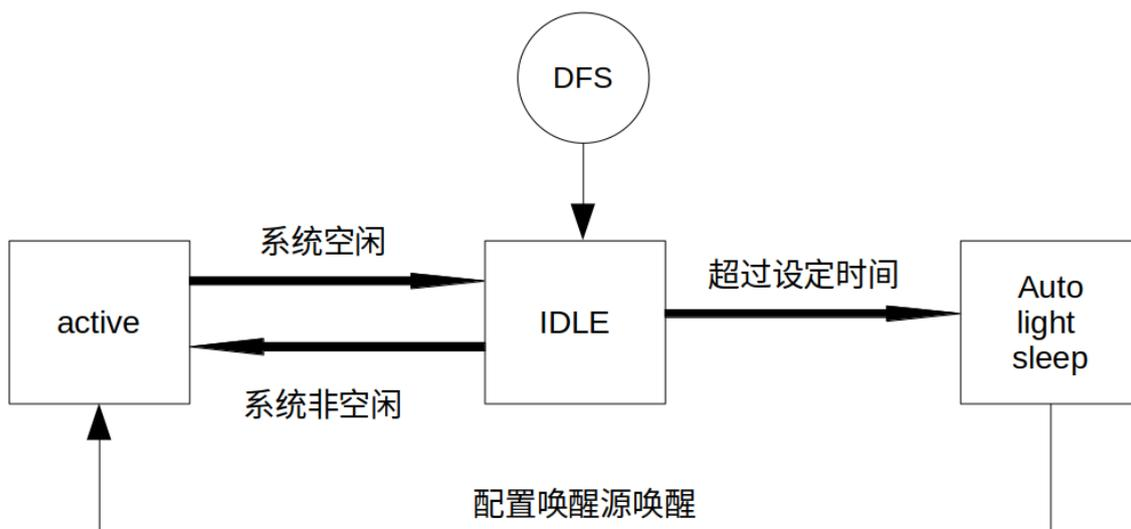 DFS
系统空闲
超过设定时间
active
IDLE
Auto
light
sleep
系统非空闲
配置唤醒源唤醒